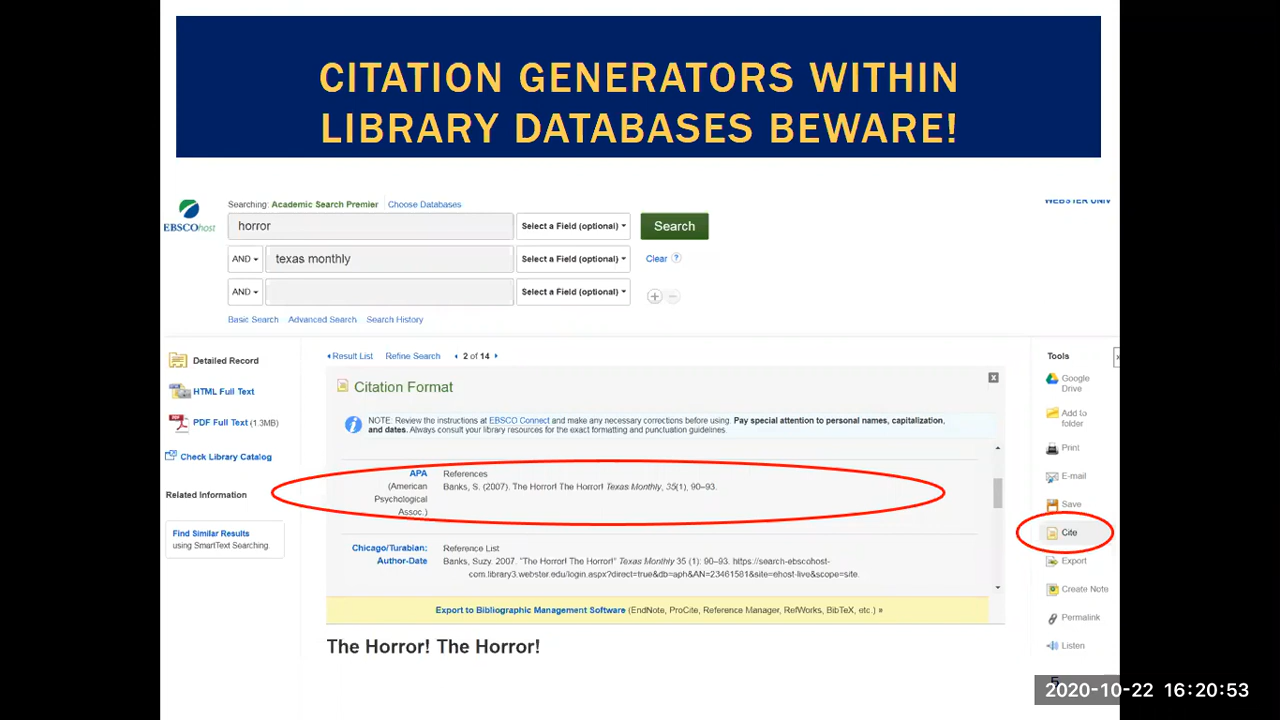 CITATION GENERATORS WITHIN
LIBRARY DATABASES BEWARE!
EBSCOhost
Searching: Academic Search Premier Choose Databases
WEBSTER UNIV
horror
Select a Field (optional)
Search
AND
texas monthly
Select a Field (optional)
Clear ?
AND
Select a Field (optional)
Basic Search Advanced Search Search History
Detailed Record
HTML Full Text
PDF Full Text (1.3MB)
Check Library Catalog
Related Information
Find Similar Results
using SmartText Searching.
Result List Refine Search 2 of 14
Citation Format
x
NOTE: Review the instructions at EBSCO Connect and make any necessary corrections before using. Pay special attention to personal names, capitalization,
and dates. Always consult your library resources for the exact formatting and punctuation guidelines.
APA
(American
Psychological
Assoc.)
References
Banks, S. (2007). The Horror! The Horror! Texas Monthly, 35(1), 90–93.
Chicago/Turabian:
Author-Date
Reference List
Banks, Suzy. 2007. "The Horror! The Horror!" Texas Monthly 35 (1): 90–93. https://search-ebscohost-
com.library3.webster.edu/login.aspx?direct=true&db=aph&AN=23461581&site=ehost-live&scope=site.
Export to Bibliographic Management Software (EndNote, ProCite, Reference Manager, RefWorks, BibTeX, etc.) »
The Horror! The Horror!
Tools
Google
Drive
Add to
folder
Print
E-mail
Save
Cite
Export
Create Note
Permalink
Listen
5
2020-10-22 16:20:53